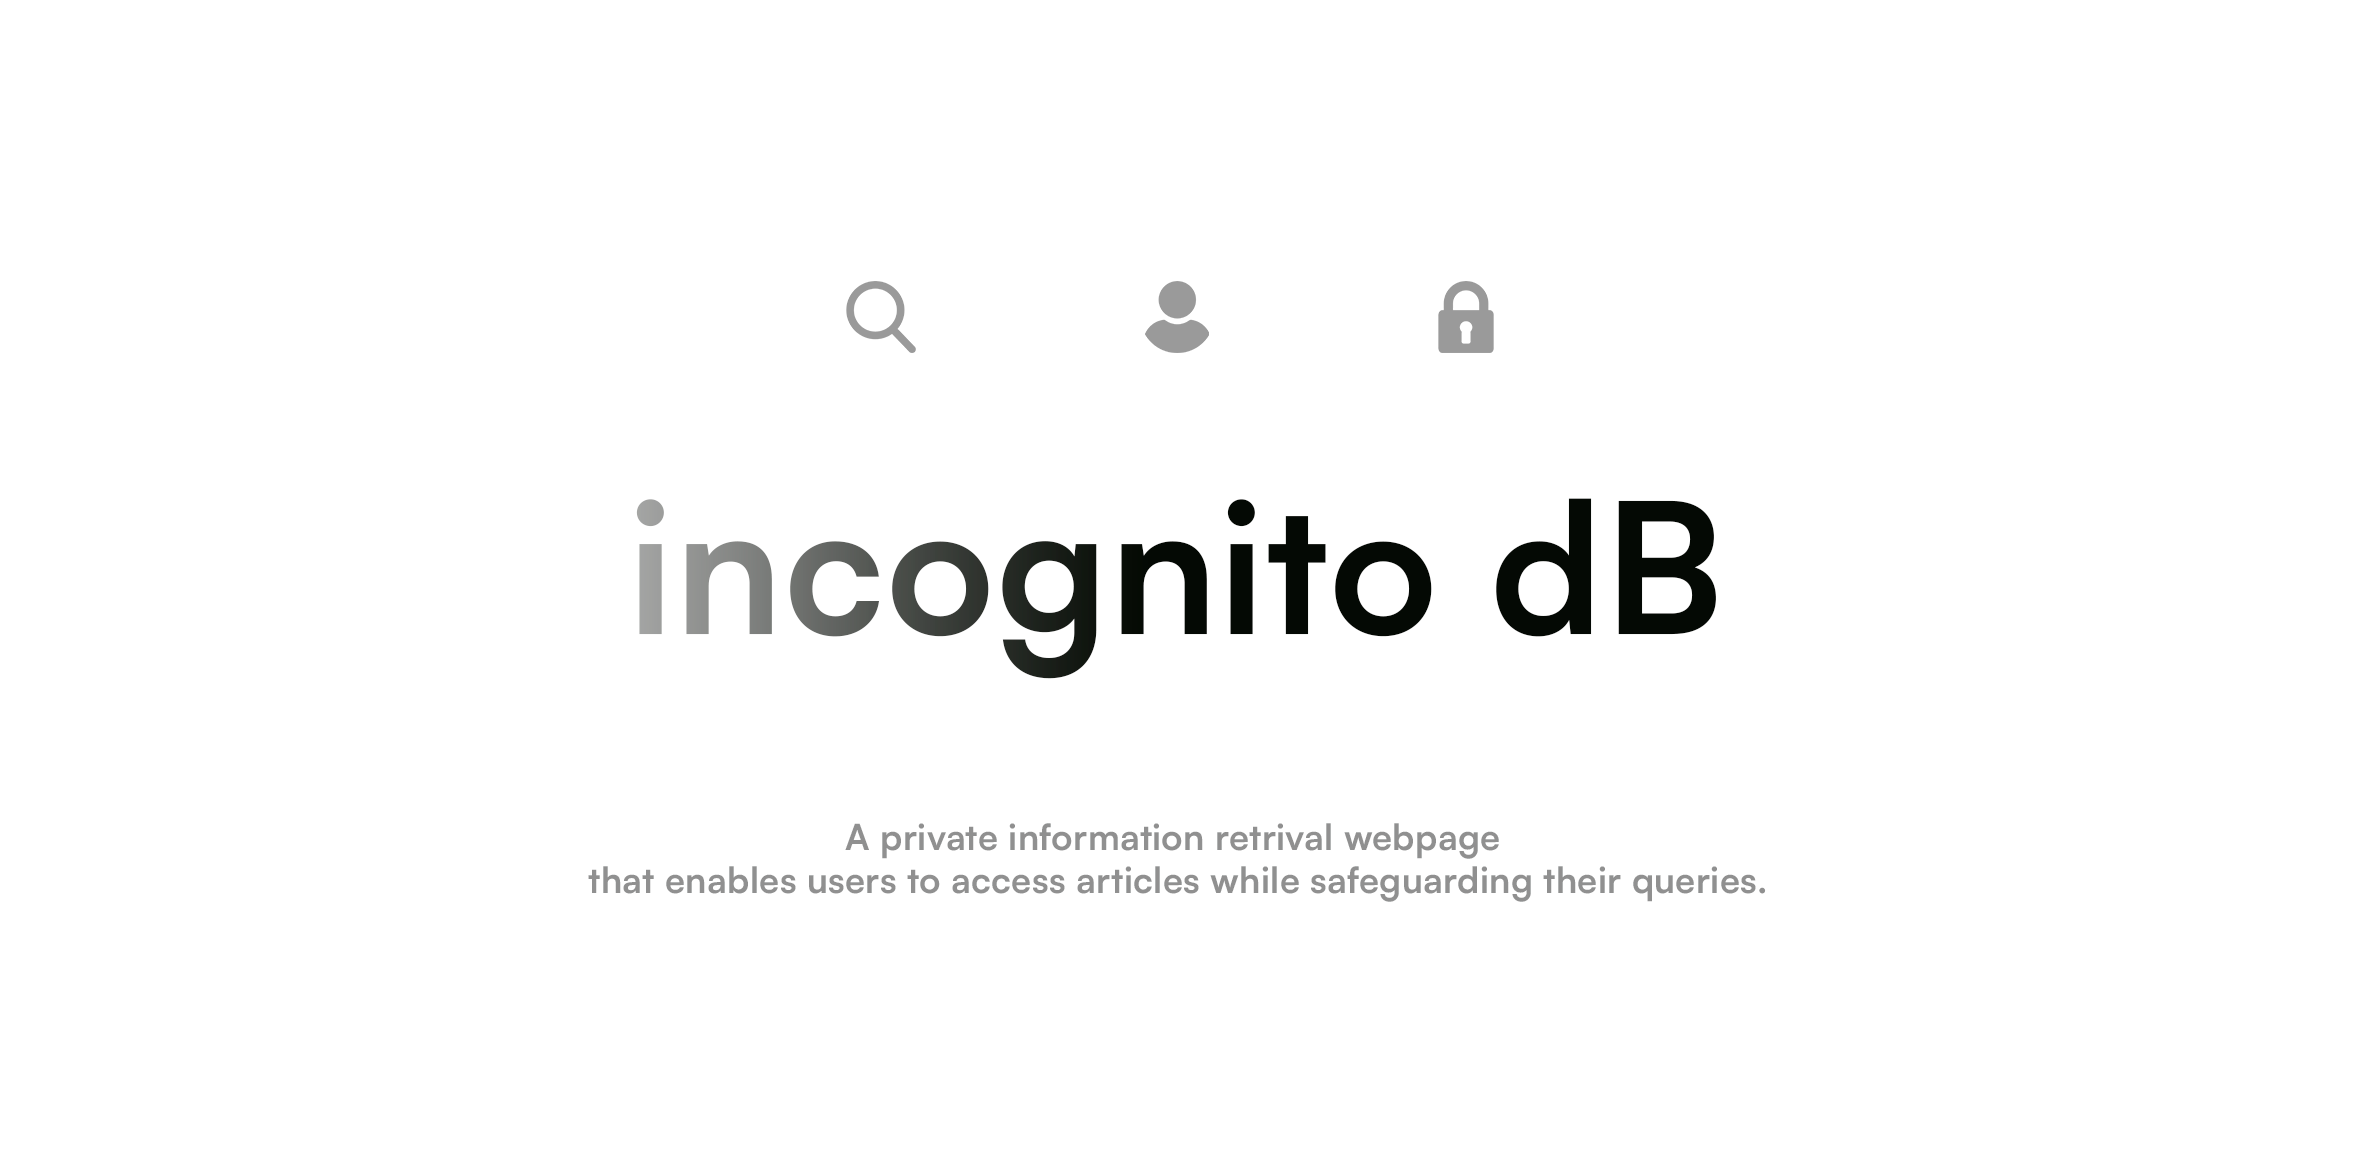 incognito dB
A private information retrival webpage
that enables users to access articles while safeguarding their queries.